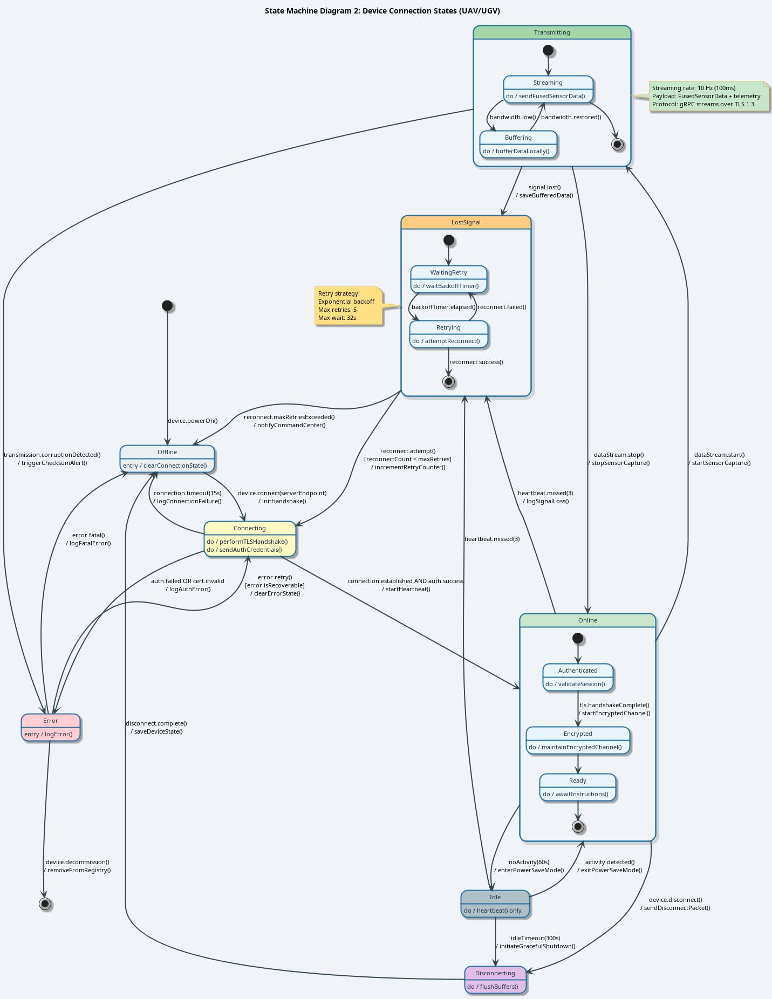 State Machine Diagram 2: Device Connection States (UAV/UGV)
Transmitting
Streaming
do / sendFusedSensorData()
bandwidth.low()
bandwidth.restored()
Buffering
do / bufferDataLocally()
Streaming rate: 10 Hz (100ms)
Payload: FusedSensorData + telemetry
Protocol: gRPC streams over TLS 1.3
signal.lost()
/ saveBufferedData()
LostSignal
WaitingRetry
do / waitBackoffTimer()
Retry strategy:
Exponential backoff
Max retries: 5
Max wait: 32s
backoffTimer.elapsed()
reconnect.failed()
Retrying
do / attemptReconnect()
reconnect.success()
device.powerOn()
reconnect.maxRetriesExceeded()
/ notifyCommandCenter()
transmission.corruptionDetected()
/ triggerChecksumAlert()
Offline
entry / clearConnectionState()
reconnect.attempt()
[reconnectCount < maxRetries]
/ incrementRetryCounter()
dataStream.stop()
/ stopSensorCapture()
dataStream.start()
/ startSensorCapture()
connection.timeout(15s)
/ logConnectionFailure()
device.connect(serverEndpoint)
/ initHandshake()
heartbeat.missed(3)
/ logSignalLoss()
error.fatal()
/ logFatalError()
Connecting
do / performTLSHandshake()
do / sendAuthCredentials()
heartbeat.missed(3)
auth.failed OR cert.invalid
/ logAuthError()
error.retry()
[error.isRecoverable]
/ clearErrorState()
connection.established AND auth.success
/ startHeartbeat()
Online
Authenticated
do / validateSession()
tls.handshakeComplete()
/ startEncryptedChannel()
Error
entry / logError()
disconnect.complete()
/ saveDeviceState()
Encrypted
do / maintainEncryptedChannel()
Ready
do / awaitInstructions()
device.decommission()
/ removeFromRegistry()
noActivity(60s)
/ enterPowerSaveMode()
activity.detected()
/ exitPowerSaveMode()
Idle
do / heartbeat() only
device.disconnect()
/ sendDisconnectPacket()
idleTimeout(300s)
/ initiateGracefulShutdown()
Disconnecting
do / flushBuffers()